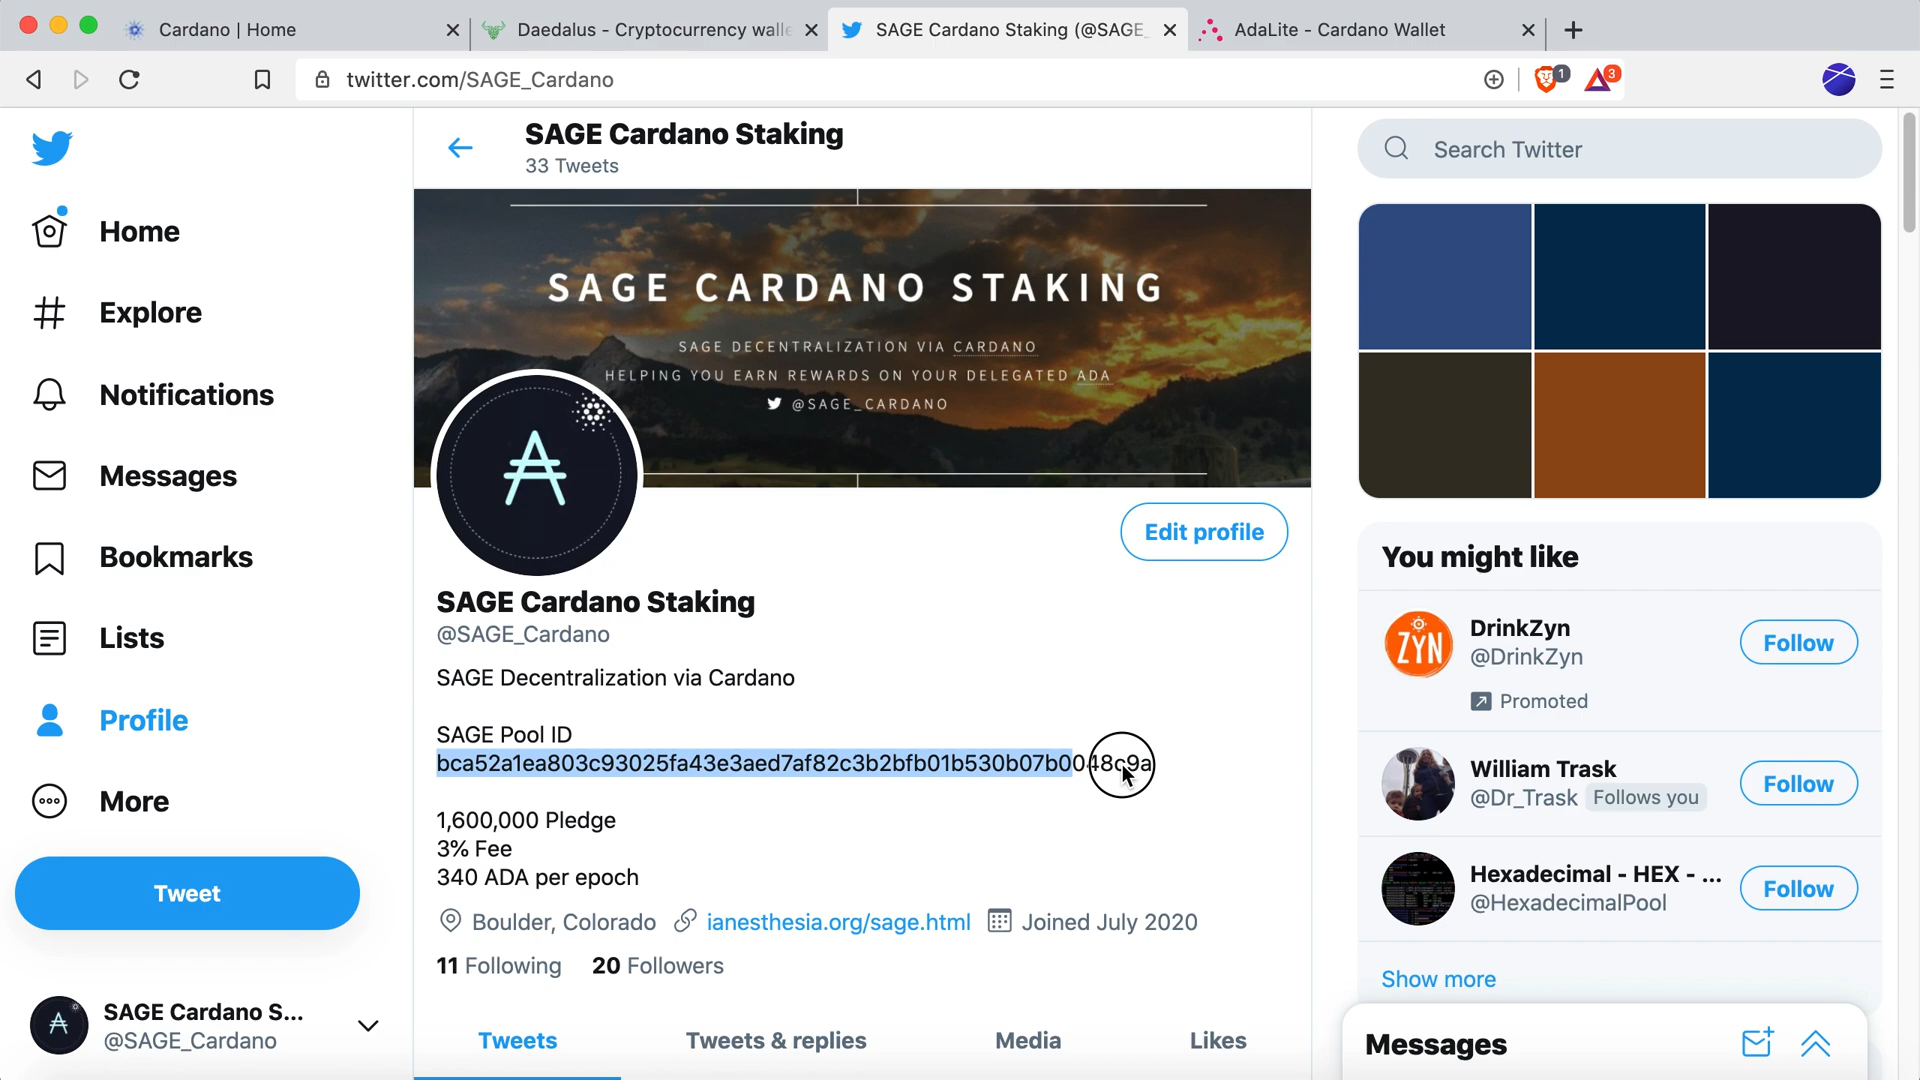 Cardano | Home
Daedalus - Cryptocurrency walle
SAGE Cardano Staking (@SAGE_
AdaLite - Cardano Wallet
twitter.com/SAGE_Cardano
1
3
SAGE Cardano Staking
33 Tweets
Search Twitter
Home
Explore
Notifications
Messages
Bookmarks
Lists
Profile
More
Tweet
SAGE Cardano S...
@SAGE_Cardano
SAGE CARDANO STAKING
SAGE DECENTRALIZATION VIA CARDANO
HELPING YOU EARN REWARDS ON YOUR DELEGATED ADA
@SAGE_CARDANO
Edit profile
SAGE Cardano Staking
@SAGE_Cardano
SAGE Decentralization via Cardano
SAGE Pool ID
bca52a1ea803c93025fa43e3aed7af82c3b2bfb01b530b07b0048c9a
1,600,000 Pledge
3% Fee
340 ADA per epoch
Boulder, Colorado ianesthesia.org/sage.html Joined July 2020
11 Following 20 Followers
Tweets Tweets & replies Media Likes
You might like
ZYN
DrinkZyn
@DrinkZyn
Follow
Promoted
William Trask
@Dr_Trask Follows you
Follow
Hexadecimal - HEX - ...
@HexadecimalPool
Follow
Show more
Messages